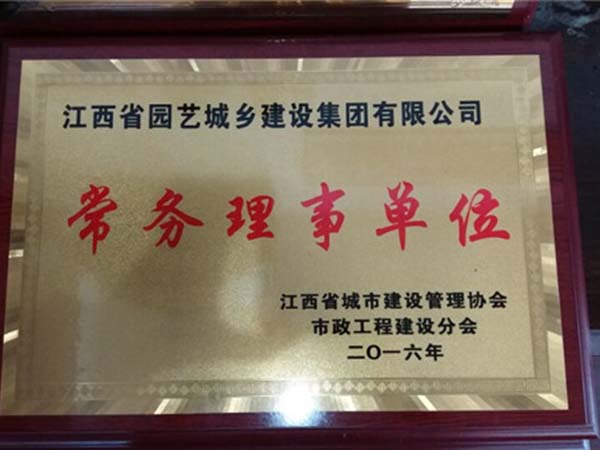 江西省园艺城乡建设集团有限公司
常务理事单位
江西省城市建设管理协会
市政工程建设分会
二〇一六年